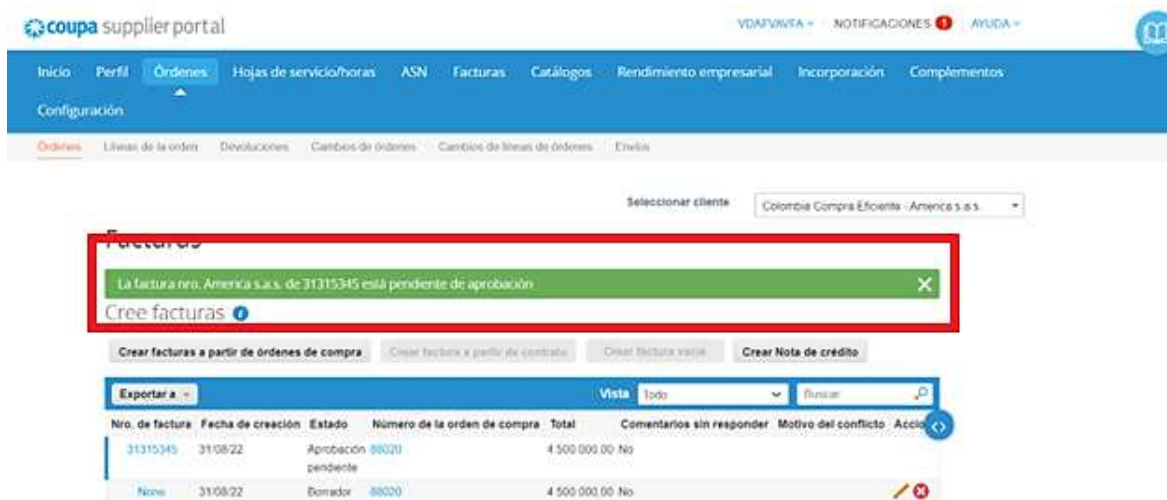 coupa supplier portal
VDAFVAVFA NOTIFICACIONES 1 AYUDA
Inicio Perfil Órdenes Hojas de servicio/horas ASN Facturas Catálogos Rendimiento empresarial Incorporación Complementos
Configuración
Órdenes Líneas de la orden Devoluciones Cambios de órdenes Cambios de líneas de órdenes Envíos
Seleccionar cliente Colombia Compra Eficiente - America s.a.s.
Facturas
La factura nro. America s.a.s. de 31315345 está pendiente de aprobación
Cree facturas
Crear facturas a partir de órdenes de compra Crear factura a partir de contrato Crear factura vacía Crear Nota de crédito
Exportar a Vista Todo Buscar
Nro. de factura Fecha de creación Estado Número de la orden de compra Total Comentarios sin responder Motivo del conflicto Accio
31315345 31/08/22 Aprobación pendiente 88020 4 500 000.00 No
None 31/08/22 Borrador 88020 4 500 000.00 No